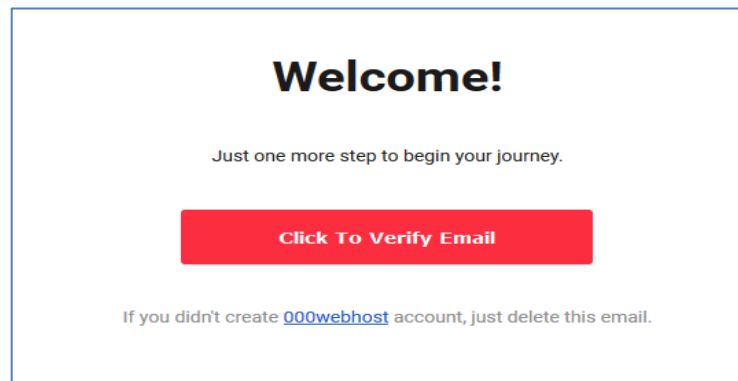 Welcome!
Just one more step to begin your journey.
Click To Verify Email
If you didn't create 000webhost account, just delete this email.